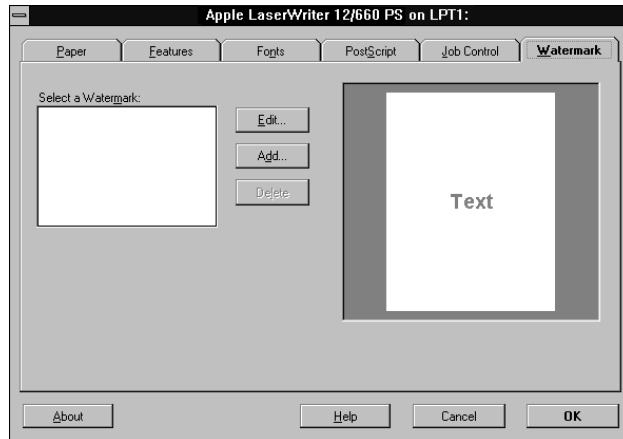 Apple LaserWriter 12/660 PS on LPT1:
Paper Features Fonts PostScript Job Control Watermark
Select a Watermark:
Edit...
Add...
Delete
Text
About Help Cancel OK